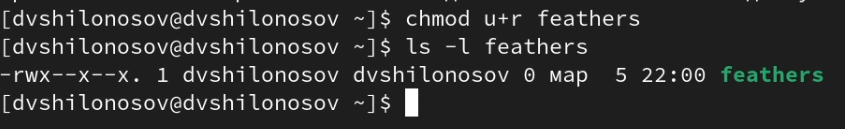 [dvshilonosov@dvshilonosov ~]$ chmod u+r feathers
[dvshilonosov@dvshilonosov ~]$ ls -l feathers
-rwx--x--x. 1 dvshilonosov dvshilonosov 0 мар  5 22:00 feathers
[dvshilonosov@dvshilonosov ~]$